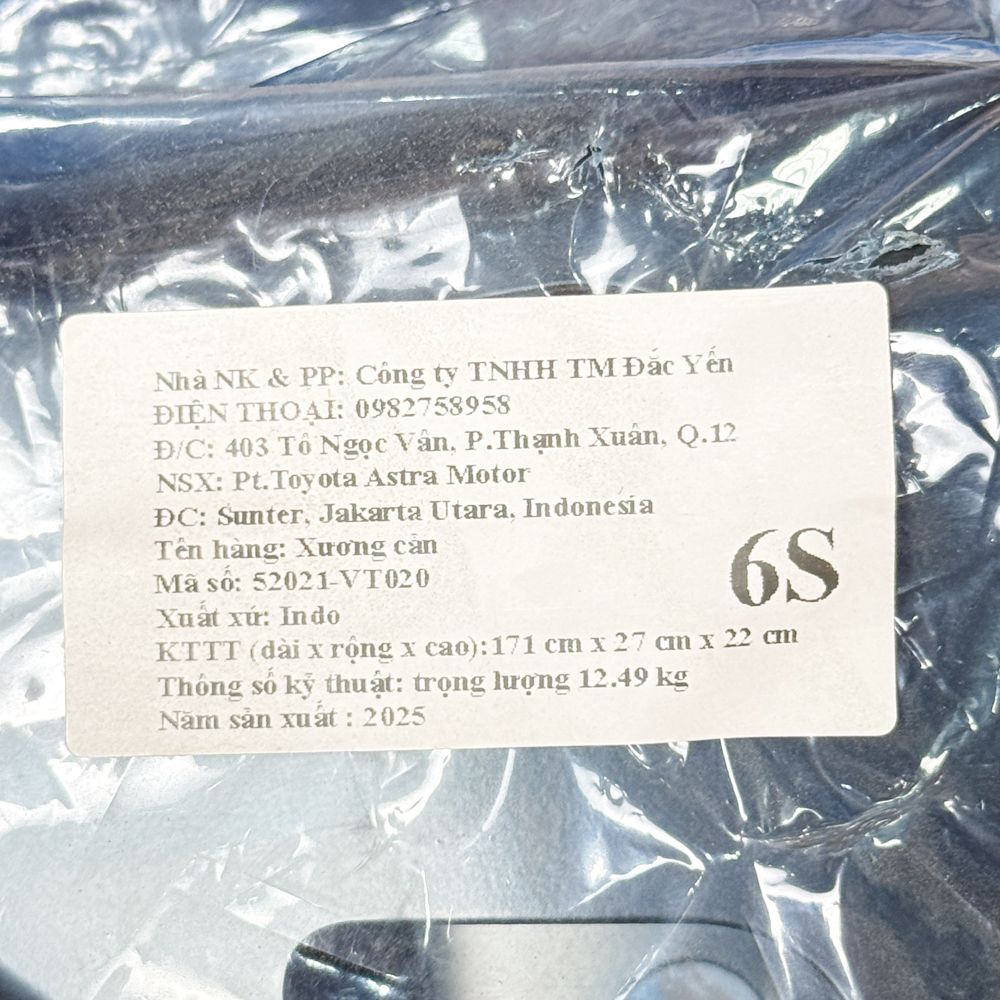 Nhà NK & PP: Công ty TNHH TM Đắc Yến
ĐIỆN THOẠI: 0982758958
Đ/C: 403 Tô Ngọc Vân, P.Thạnh Xuân, Q.12
NSX: Pt.Toyota Astra Motor
ĐC: Sunter, Jakarta Utara, Indonesia
Tên hàng: Xương cản
Mã số: 52021-VT020
6S
Xuất xứ: Indo
KTTT (dài x rộng x cao):171 cm x 27 cm x 22 cm
Thông số kỹ thuật: trọng lượng 12.49 kg
Năm sản xuất : 2025